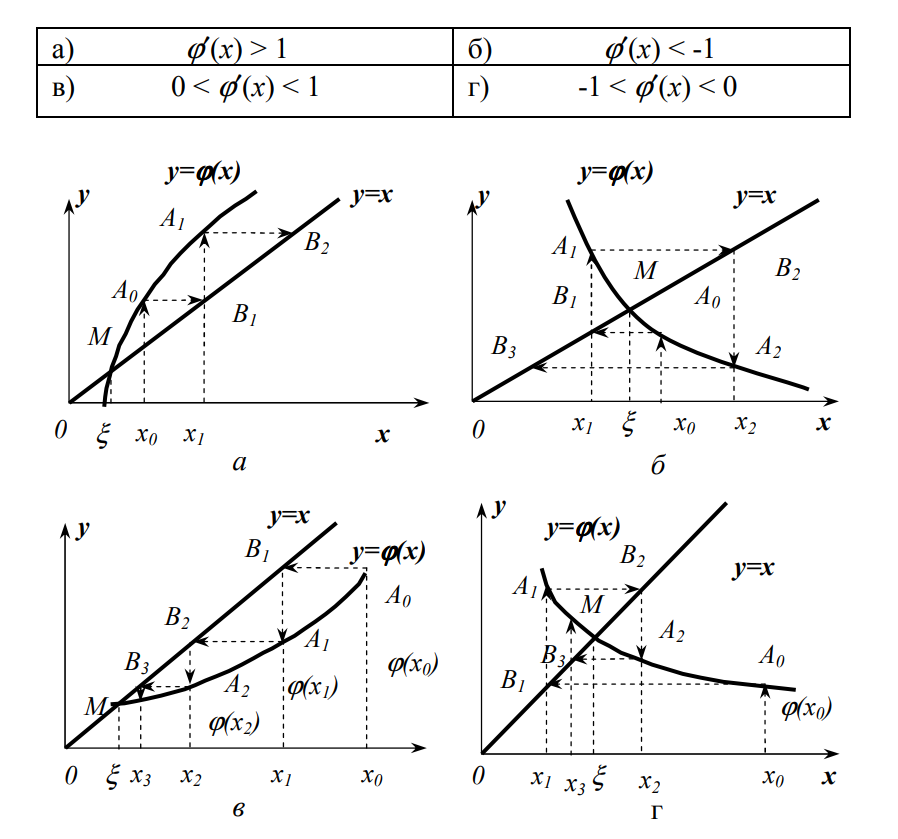 а) φ′(x) > 1 б) φ′(x) < -1
в) 0 < φ′(x) < 1 г) -1 < φ′(x) < 0
y=φ(x)
y
y=x
A₁
B₂
A₀
B₁
M
0 ξ x₀ x₁ x
а
y=φ(x)
y
y=x
A₁ M
B₂
B₁ A₀
B₃ A₂
0 x₁ ξ x₀ x₂ x
б
y=x
y
B₁ y=φ(x)
A₀
B₂
A₁
B₃ φ(x₀)
A₂ φ(x₁)
M
φ(x₂)
0 ξ x₃ x₂ x₁ x₀
в
y
y=φ(x)
B₂
y=x
A₁ M
A₂
B₃ A₀
B₁
φ(x₀)
0 x₁ x₃ ξ x₂ x₀ x
г